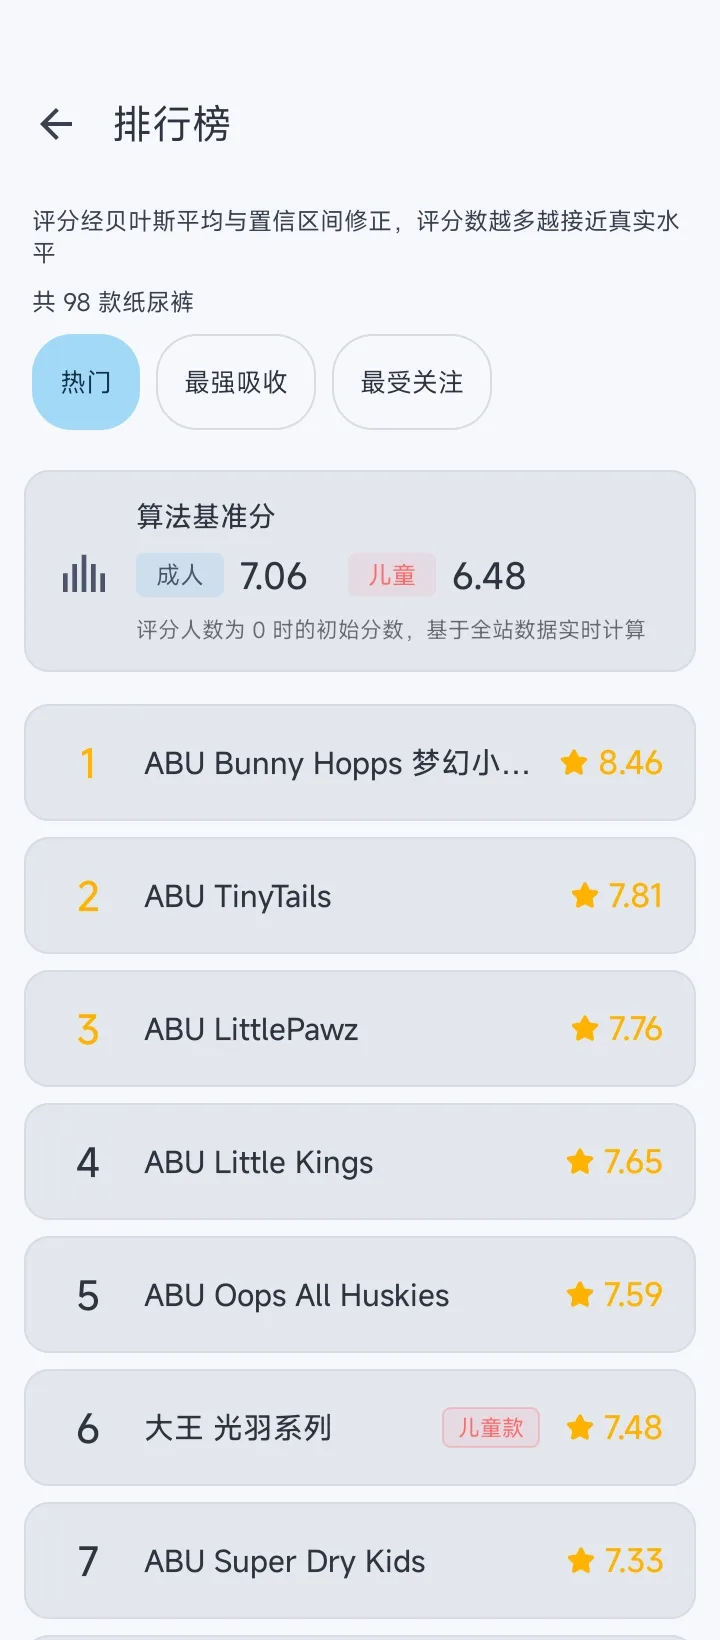 排行榜
评分经贝叶斯平均与置信区间修正，评分数越多越接近真实水
平
共 98 款纸尿裤
热门 最强吸收 最受关注
算法基准分
成人 7.06 儿童 6.48
评分人数为 0 时的初始分数，基于全站数据实时计算
1 ABU Bunny Hopps 梦幻小... 8.46
2 ABU TinyTails 7.81
3 ABU LittlePawz 7.76
4 ABU Little Kings 7.65
5 ABU Oops All Huskies 7.59
6 大王 光羽系列 儿童款 7.48
7 ABU Super Dry Kids 7.33